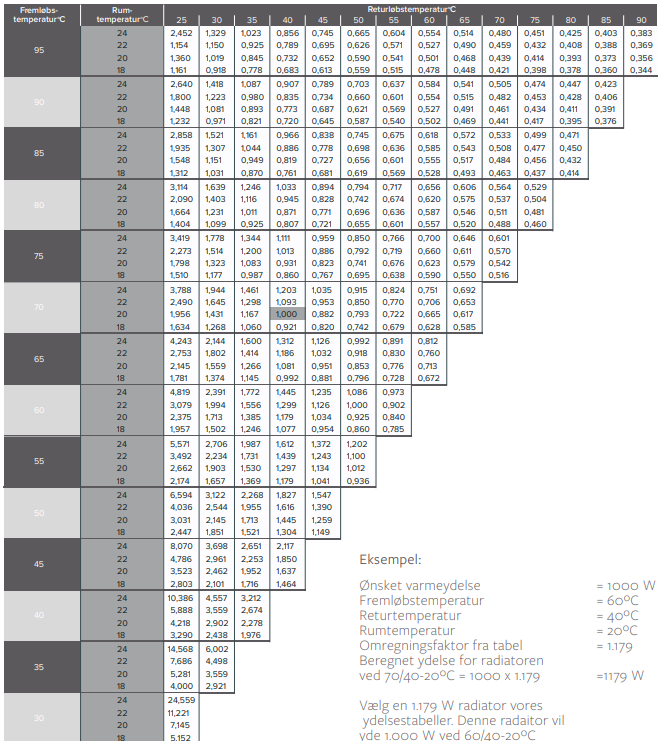 Fremløbs- Rum- Returløbstemperatur°C
temperatur°C temperatur°C 25 30 35 40 45 50 55 60 65 70 75 80 85 90
24 2,452 1,329 1,023 0,856 0,745 0,665 0,604 0,554 0,514 0,480 0,451 0,425 0,403 0,383
95 22 1,154 1,150 0,925 0,789 0,695 0,626 0,571 0,527 0,490 0,459 0,432 0,408 0,388 0,369
20 1,360 1,019 0,845 0,732 0,652 0,590 0,541 0,501 0,468 0,439 0,414 0,393 0,373 0,356
18 1,161 0,918 0,778 0,683 0,613 0,559 0,515 0,478 0,448 0,421 0,398 0,378 0,360 0,344
24 2,640 1,418 1,087 0,907 0,789 0,703 0,637 0,584 0,541 0,505 0,474 0,447 0,423
90 22 1,800 1,223 0,980 0,835 0,734 0,660 0,601 0,554 0,515 0,482 0,453 0,428 0,406
20 1,448 1,081 0,893 0,773 0,687 0,621 0,569 0,527 0,491 0,461 0,434 0,411 0,391
18 1,232 0,971 0,821 0,720 0,645 0,587 0,540 0,502 0,469 0,441 0,417 0,395 0,376
24 2,858 1,521 1,161 0,966 0,838 0,745 0,675 0,618 0,572 0,533 0,499 0,471
85 22 1,935 1,307 1,044 0,886 0,778 0,698 0,636 0,585 0,543 0,508 0,477 0,450
20 1,548 1,151 0,949 0,819 0,727 0,656 0,601 0,555 0,517 0,484 0,456 0,432
18 1,312 1,031 0,870 0,761 0,681 0,619 0,569 0,528 0,493 0,463 0,437 0,414
24 3,114 1,639 1,246 1,033 0,894 0,794 0,717 0,656 0,606 0,564 0,529
80 22 2,090 1,403 1,116 0,945 0,828 0,742 0,674 0,620 0,575 0,537 0,504
20 1,664 1,231 1,011 0,871 0,771 0,696 0,636 0,587 0,546 0,511 0,481
18 1,404 1,099 0,925 0,807 0,721 0,655 0,601 0,557 0,520 0,488 0,460
24 3,419 1,778 1,344 1,111 0,959 0,850 0,766 0,700 0,646 0,601
75 22 2,273 1,514 1,200 1,013 0,886 0,792 0,719 0,660 0,611 0,570
20 1,798 1,323 1,083 0,931 0,823 0,741 0,676 0,623 0,579 0,542
18 1,510 1,177 0,987 0,860 0,767 0,695 0,638 0,590 0,550 0,516
24 3,788 1,944 1,461 1,203 1,035 0,915 0,824 0,751 0,692
70 22 2,490 1,645 1,298 1,093 0,953 0,850 0,770 0,706 0,653
20 1,956 1,431 1,167 1,000 0,882 0,793 0,722 0,665 0,617
18 1,634 1,268 1,060 0,921 0,820 0,742 0,679 0,628 0,585
24 4,243 2,144 1,600 1,312 1,126 0,992 0,891 0,812
65 22 2,753 1,802 1,414 1,186 1,032 0,918 0,830 0,760
20 2,145 1,559 1,266 1,081 0,951 0,853 0,776 0,713
18 1,781 1,374 1,145 0,992 0,881 0,796 0,728 0,672
24 4,819 2,391 1,772 1,445 1,235 1,086 0,973
60 22 3,079 1,994 1,556 1,299 1,126 1,000 0,902
20 2,375 1,713 1,385 1,179 1,034 0,925 0,840
18 1,957 1,502 1,246 1,077 0,954 0,860 0,785
24 5,571 2,706 1,987 1,612 1,372 1,202
55 22 3,492 2,234 1,731 1,439 1,243 1,100
20 2,662 1,903 1,530 1,297 1,134 1,012
18 2,174 1,657 1,369 1,179 1,041 0,936
24 6,594 3,122 2,268 1,827 1,547
50 22 4,036 2,544 1,955 1,616 1,390
20 3,031 2,145 1,713 1,445 1,259
18 2,447 1,851 1,521 1,304 1,149
24 8,070 3,698 2,651 2,117
45 22 4,786 2,961 2,253 1,850
20 3,523 2,462 1,952 1,637
18 2,803 2,101 1,716 1,464
24 10,386 4,557 3,212
40 22 5,888 3,559 2,674
20 4,218 2,902 2,278
18 3,290 2,438 1,976
24 14,568 6,002
35 22 7,686 4,498
20 5,281 3,559
18 4,000 2,921
24 24,559
30 22 11,221
20 7,145
18 5,152
Eksempel:
Ønsket varmeydelse = 1000 W
Fremløbstemperatur = 60ºC
Returtemperatur = 40ºC
Rumtemperatur = 20ºC
Omregningsfaktor fra tabel = 1.179
Beregnet ydelse for radiatoren
ved 70/40-20ºC = 1000 x 1.179 =1179 W
Vælg en 1.179 W radiator vores
ydelsestabeller. Denne radaitor vil
yde 1.000 W ved 60/40-20ºC